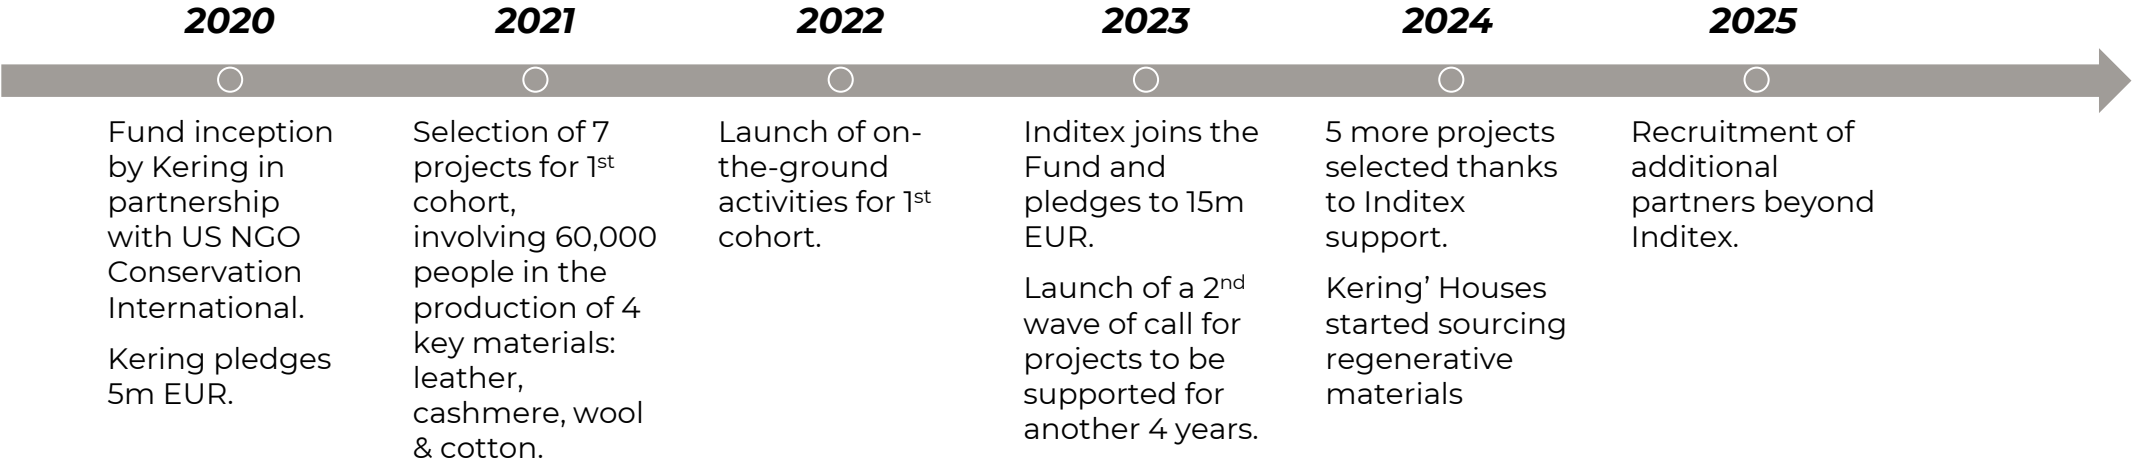 2020
2021
2022
2023
2024
2025
Fund inception
by Kering in
partnership
with US NGO
Conservation
International.
Kering pledges
5m EUR.
Selection of 7
projects for 1st
cohort,
involving 60,000
people in the
production of 4
key materials:
leather,
cashmere, wool
& cotton.
Launch of on-
the-ground
activities for 1st
cohort.
Inditex joins the
Fund and
pledges to 15m
EUR.
Launch of a 2nd
wave of call for
projects to be
supported for
another 4 years.
5 more projects
selected thanks
to Inditex
support.
Kering’ Houses
started sourcing
regenerative
materials
Recruitment of
additional
partners beyond
Inditex.